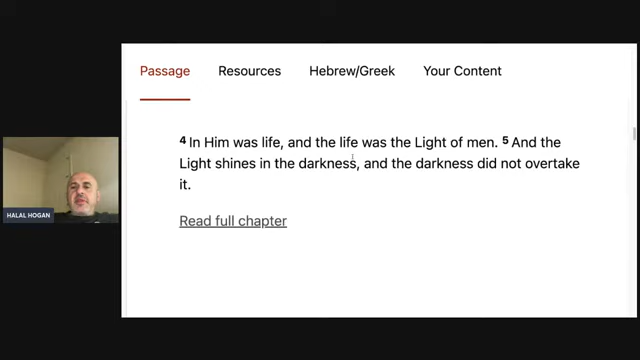 Passage Resources Hebrew/Greek Your Content
4 In Him was life, and the life was the Light of men. 5 And the
Light shines in the darkness, and the darkness did not overtake
it.
Read full chapter
HALAL HOGAN